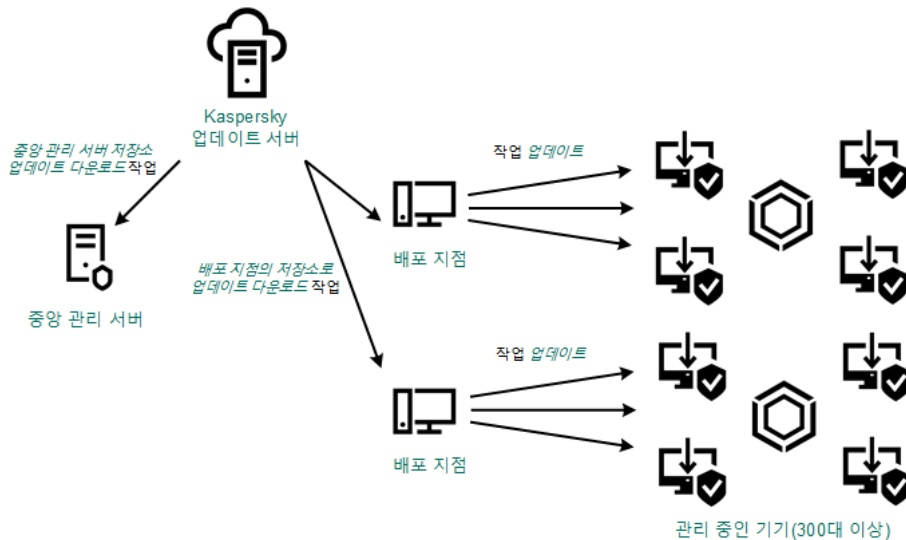 Kaspersky
업데이트 서버
중앙 관리 서버 저장소
업데이트 다운로드작업
작업 업데이트
배포 지점
배포 지점의 저장소로
업데이트 다운로드 작업
중앙 관리 서버
작업 업데이트
배포 지점
관리 중인 기기(300대 이상)